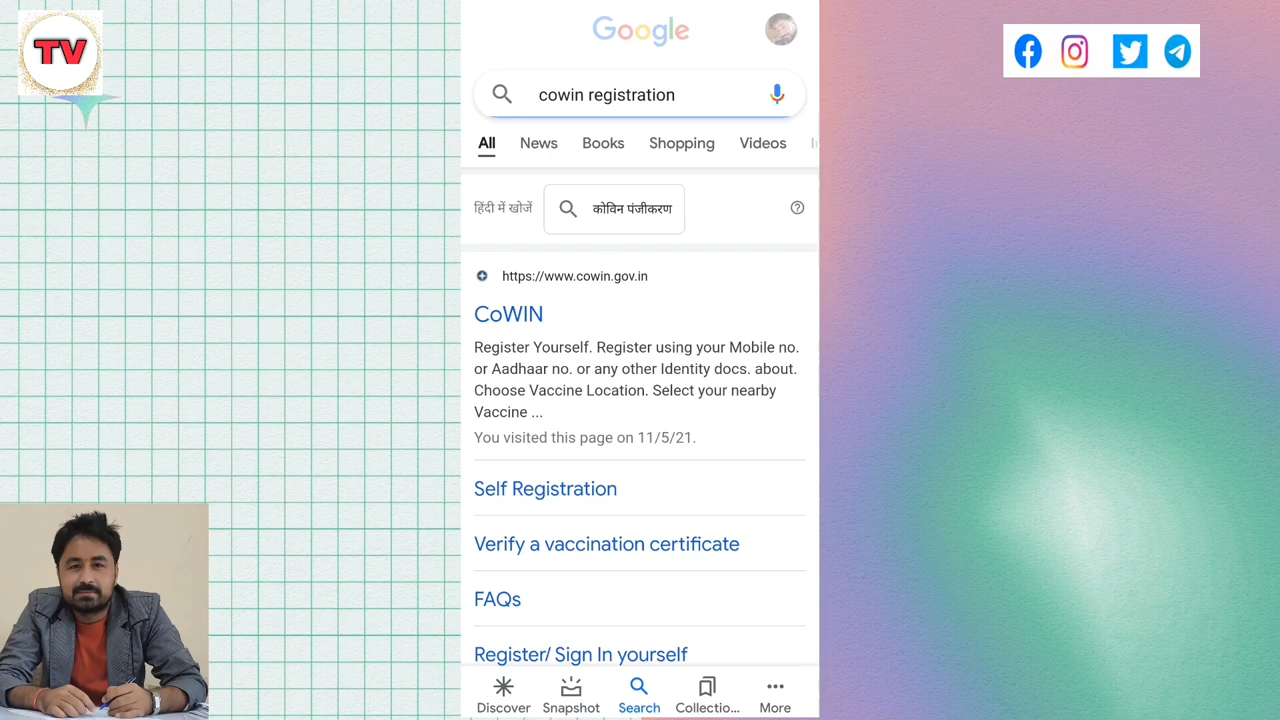 TV
Google
cowin registration
All News Books Shopping Videos
हिंदी में खोजें कोविन पंजीकरण
https://www.cowin.gov.in
CoWIN
Register Yourself. Register using your Mobile no.
or Aadhaar no. or any other Identity docs. about.
Choose Vaccine Location. Select your nearby
Vaccine ...
You visited this page on 11/5/21.
Self Registration
Verify a vaccination certificate
FAQs
Register/ Sign In yourself
Discover Snapshot Search Collectio... More